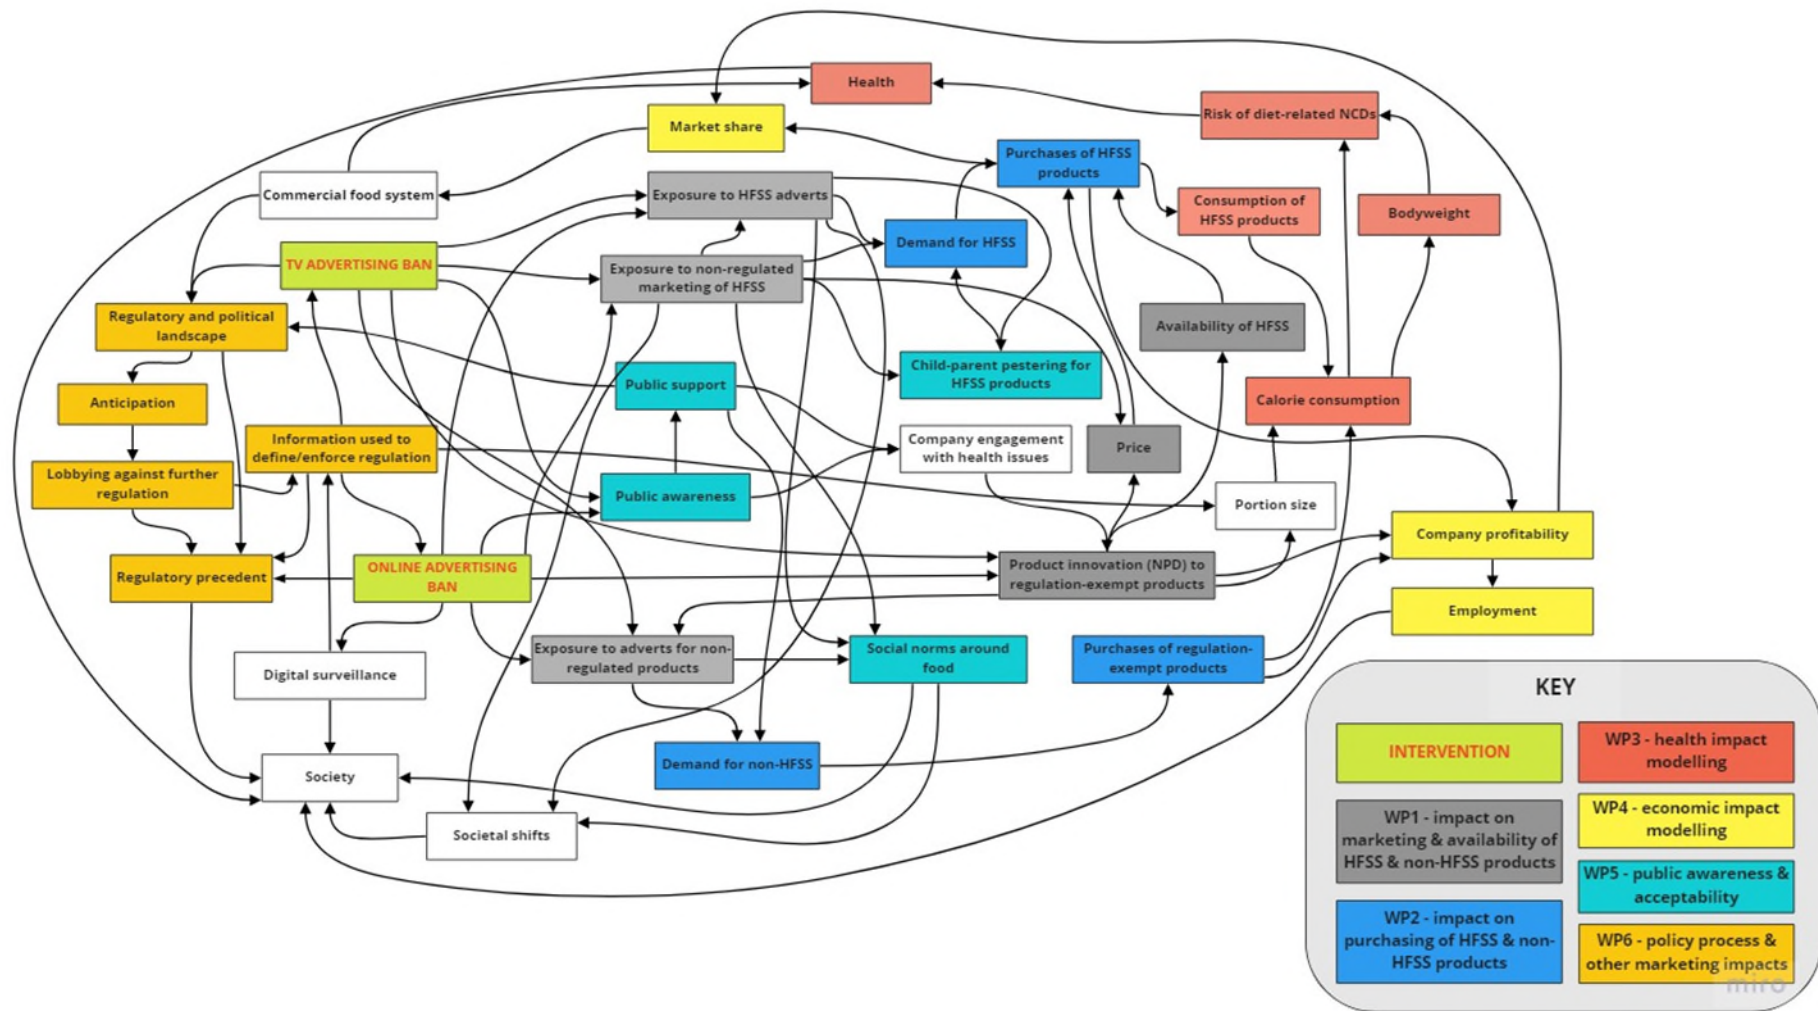 Health
Risk of diet-related NCDs
Market share
Purchases of HFSS
products
Commercial food system
Exposure to HFSS adverts
Consumption of
HFSS products
Bodyweight
Demand for HFSS
TV ADVERTISING BAN
Exposure to non-regulated
marketing of HFSS
Regulatory and political
landscape
Availability of HFSS
Public support
Child-parent pestering for
HFSS products
Anticipation
Calorie consumption
Information used to
define/enforce regulation
Company engagement
with health issues
Price
Lobbying against further
regulation
Public awareness
Portion size
Company profitability
Regulatory precedent
ONLINE ADVERTISING
BAN
Product innovation (NPD) to
regulation-exempt products
Employment
Digital surveillance
Exposure to adverts for non-
regulated products
Social norms around
food
Purchases of regulation-
exempt products
Society
Demand for non-HFSS
Societal shifts
KEY
INTERVENTION
WP3 - health impact
modelling
WP1 - impact on
marketing & availability of
HFSS & non-HFSS products
WP4 - economic impact
modelling
WP5 - public awareness &
acceptability
WP2 - impact on
purchasing of HFSS & non-
HFSS products
WP6 - policy process &
other marketing impacts
miro